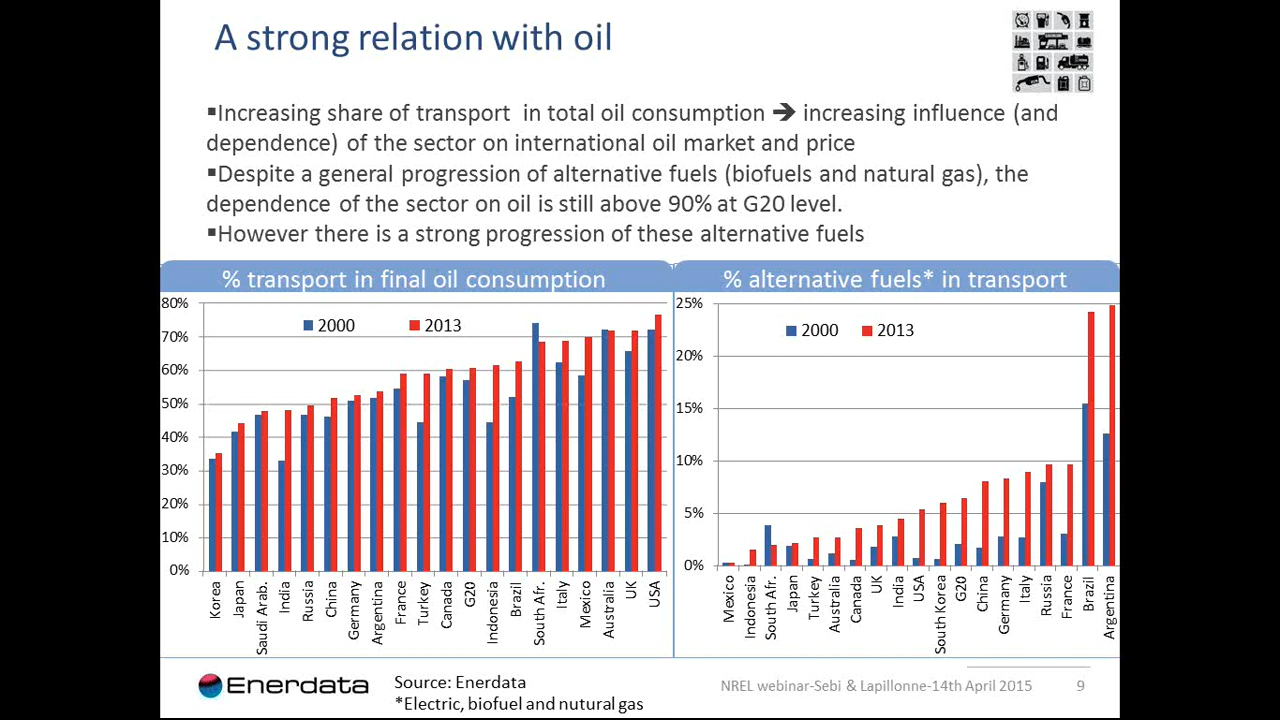 A strong relation with oil
▪Increasing share of transport in total oil consumption ➔ increasing influence (and
dependence) of the sector on international oil market and price
▪Despite a general progression of alternative fuels (biofuels and natural gas), the
dependence of the sector on oil is still above 90% at G20 level.
▪However there is a strong progression of these alternative fuels
% transport in final oil consumption
80%
70%
60%
50%
40%
30%
20%
10%
0%
2000
2013
Korea
Japan
Saudi Arab.
India
Russia
China
Germany
Argentina
France
Turkey
Canada
G20
Indonesia
Brazil
South Afr.
Italy
Mexico
Australia
UK
USA
% alternative fuels* in transport
25%
20%
15%
10%
5%
0%
2000
2013
Mexico
Indonesia
South Afr.
Japan
Turkey
Australia
Canada
UK
India
USA
South Korea
G20
China
Germany
Italy
Russia
France
Brazil
Argentina
Enerdata
Source: Enerdata
*Electric, biofuel and nutural gas
NREL webinar-Sebi & Lapillonne-14th April 2015
9